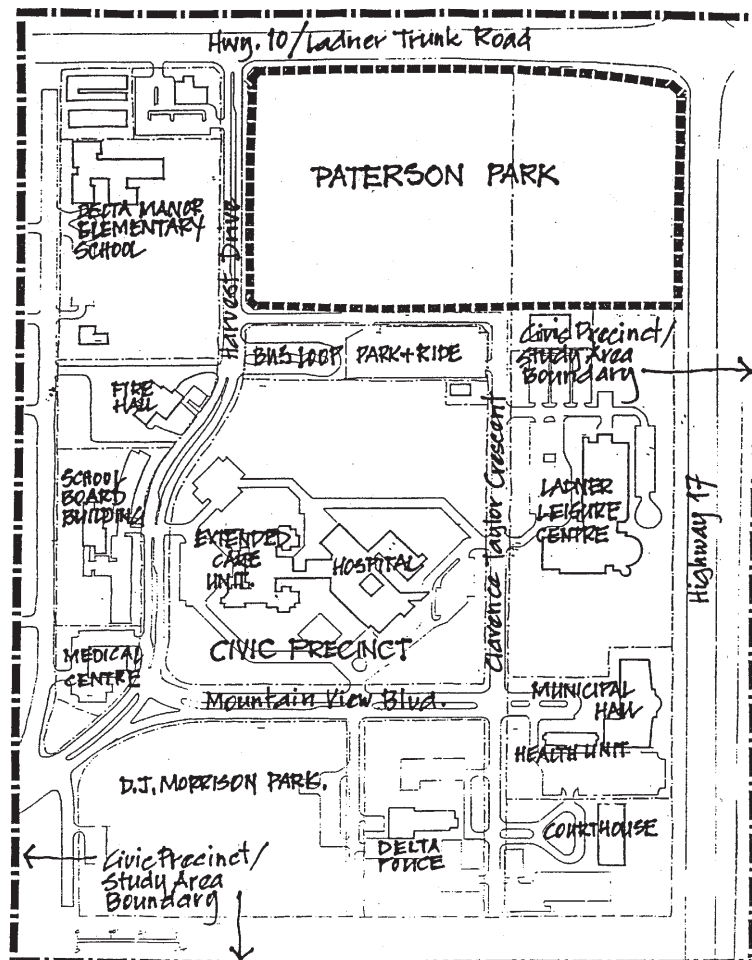 Hwy. 10/Ladner Trunk Road
PATERSON PARK
DELTA MANOR
ELEMENTARY
SCHOOL
Harvest Drive
BUS LOOP
PARK+RIDE
Civic Precinct/
Study Area
Boundary
FIRE
HALL
SCHOOL
BOARD
BUILDING
EXTENDED
CARE
UNIT.
HOSPITAL
Clarence Taylor Crescent
LADNER
LEISURE
CENTRE
Highway 17
CIVIC PRECINCT
MEDICAL
CENTRE
Mountain View Blvd.
MUNICIPAL
HALL
HEALTH UNIT
D.J. MORRISON PARK.
DELTA
POLICE
COURTHOUSE
Civic Precinct/
Study Area
Boundary